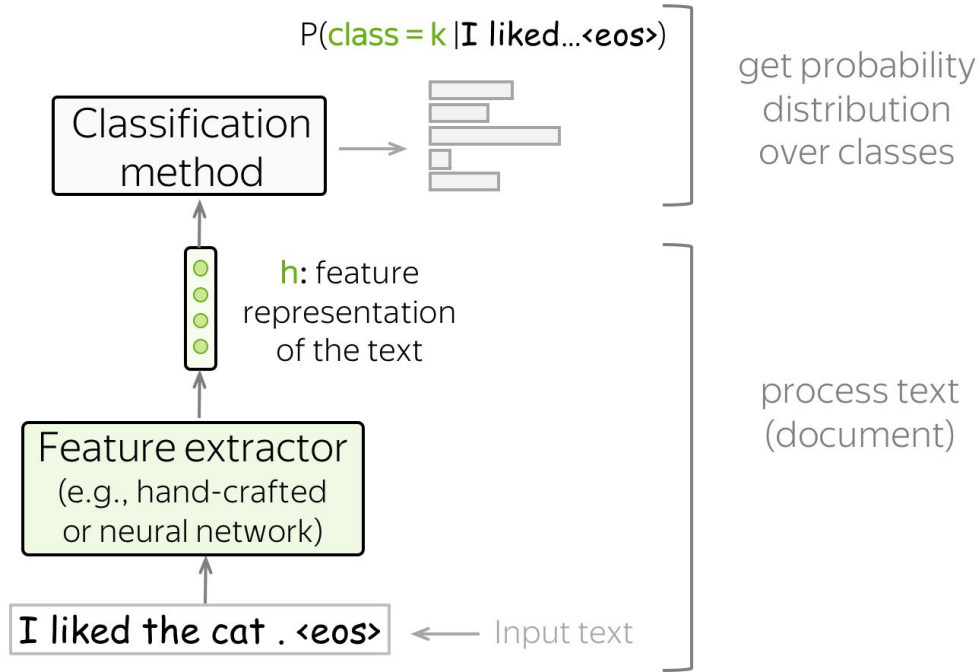 P(class = k |I liked...<eos>)
get probability
distribution
over classes
Classification
method
h: feature
representation
of the text
process text
(document)
Feature extractor
(e.g., hand-crafted
or neural network)
I liked the cat . <eos>
Input text